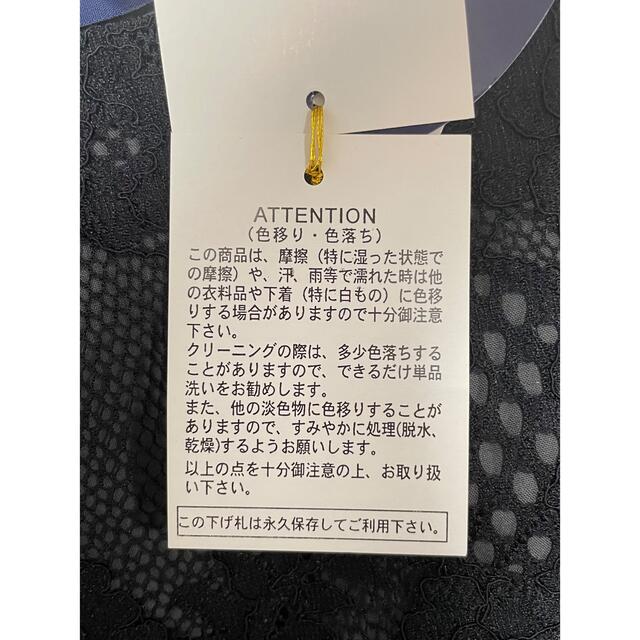 ATTENTION
（色移り・色落ち）
この商品は、摩擦（特に湿った状態で
の摩擦）や、汗、雨等で濡れた時は他
の衣料品や下着（特に白もの）に色移
りする場合がありますので十分御注意
下さい。
クリーニングの際は、多少色落ちする
ことがありますので、できるだけ単品
洗いをお勧めします。
また、他の淡色物に色移りすることが
ありますので、すみやかに処理(脱水、
乾燥)するようお願いします。
以上の点を十分御注意の上、お取り扱
い下さい。
この下げ札は永久保存してご利用下さい。